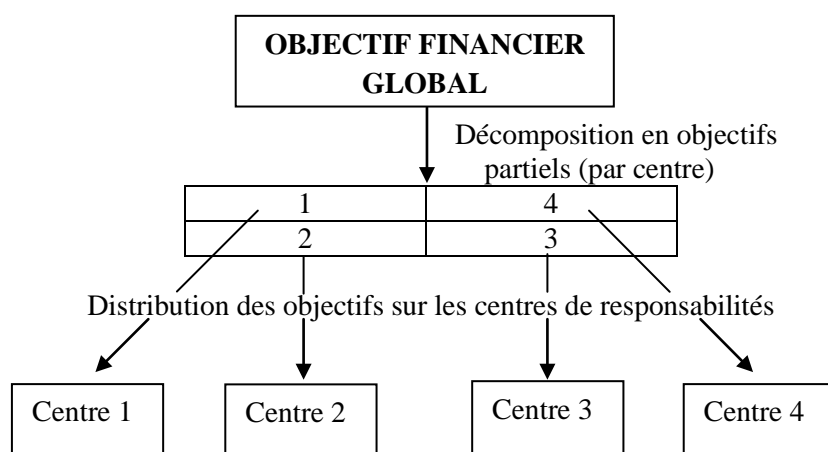 OBJECTIF FINANCIER
GLOBAL
Décomposition en objectifs
partiels (par centre)
1 4
2 3
Distribution des objectifs sur les centres de responsabilités
Centre 1 Centre 2 Centre 3 Centre 4